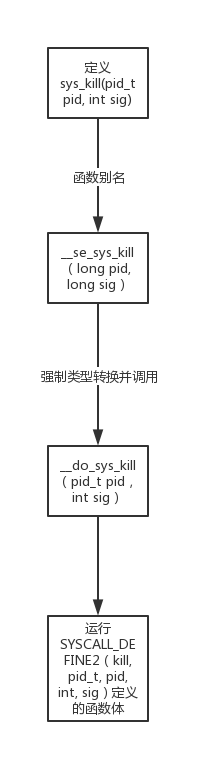 定义
sys_kill(pid_t
pid, int sig)
函数别名
__se_sys_kill
（long pid,
long sig）
强制类型转换并调用
__do_sys_kill
（pid_t pid，
int sig）
运行
SYSCALL_DE
FINE2（kill,
pid_t, pid,
int, sig）定义
的函数体